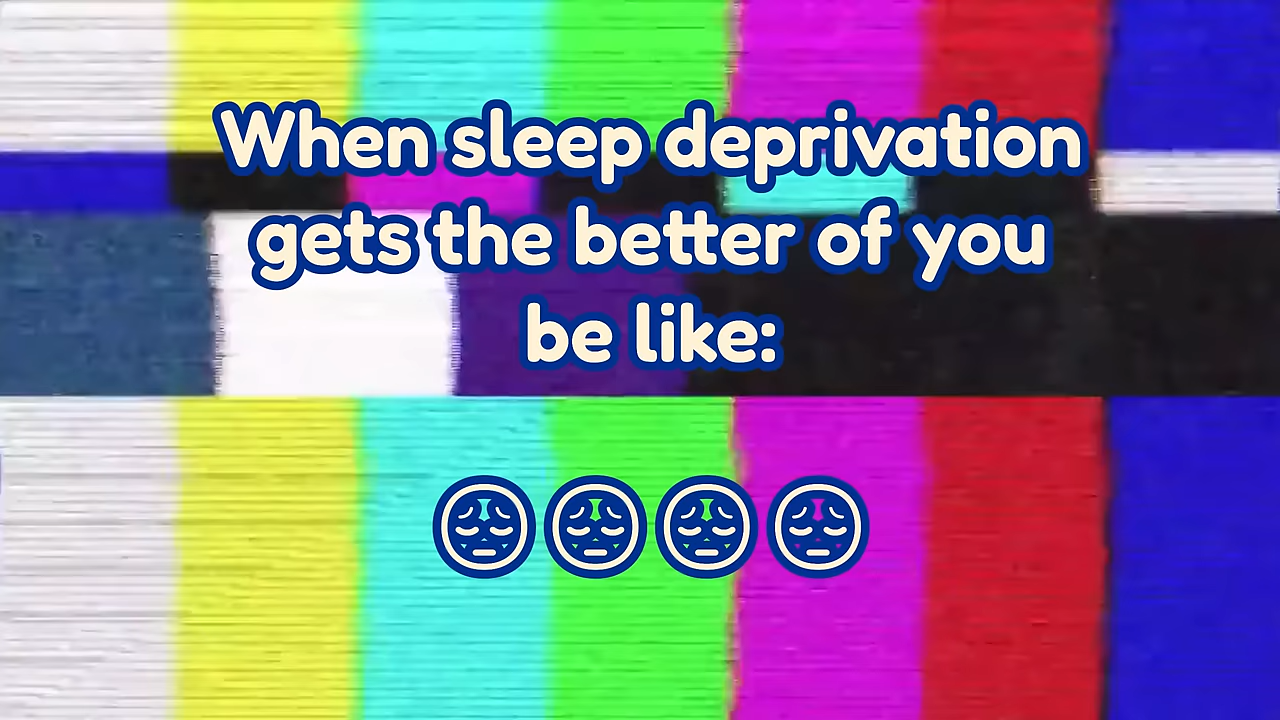 When sleep deprivation
gets the better of you
be like:
😔😔😔😔